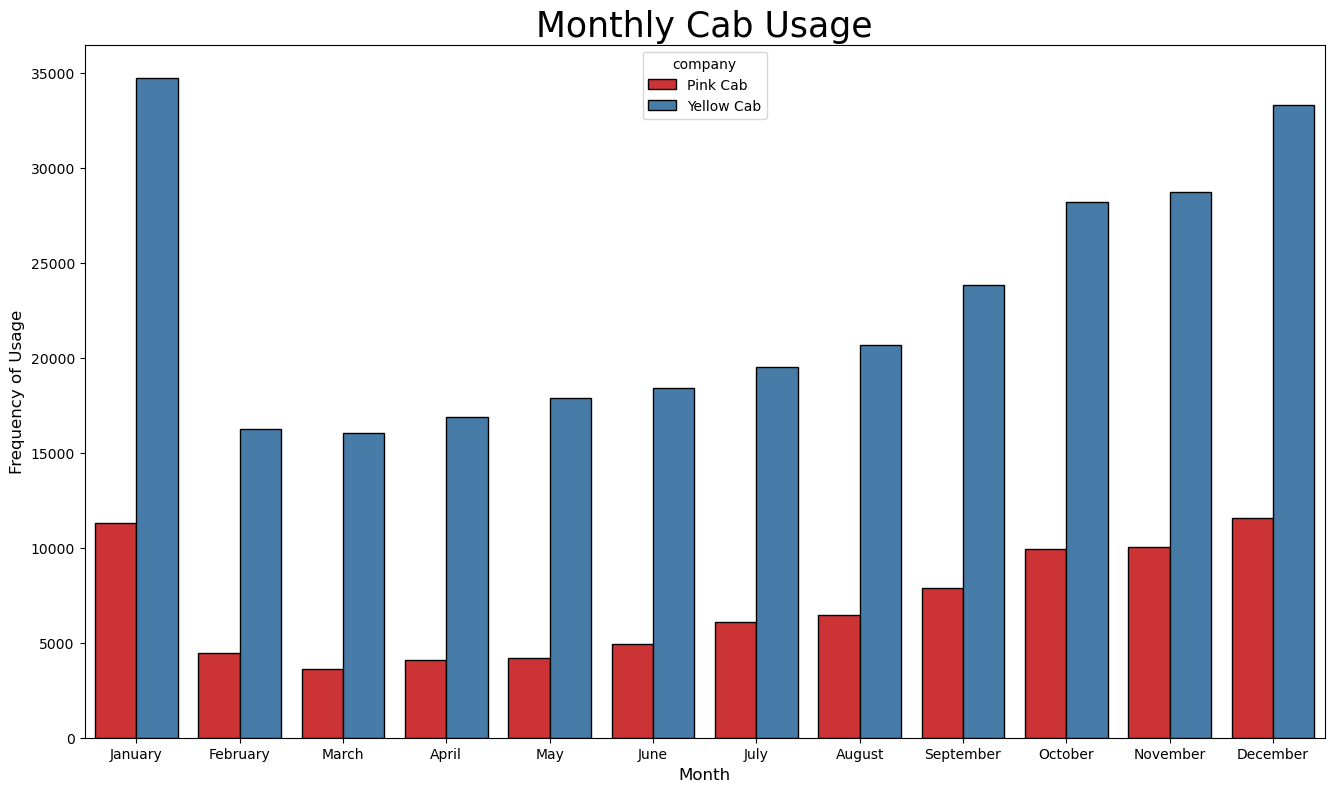 Monthly Cab Usage
company
Pink Cab
Yellow Cab
Frequency of Usage
35000
30000
25000
20000
15000
10000
5000
0
January February March April May June July August September October November December
Month